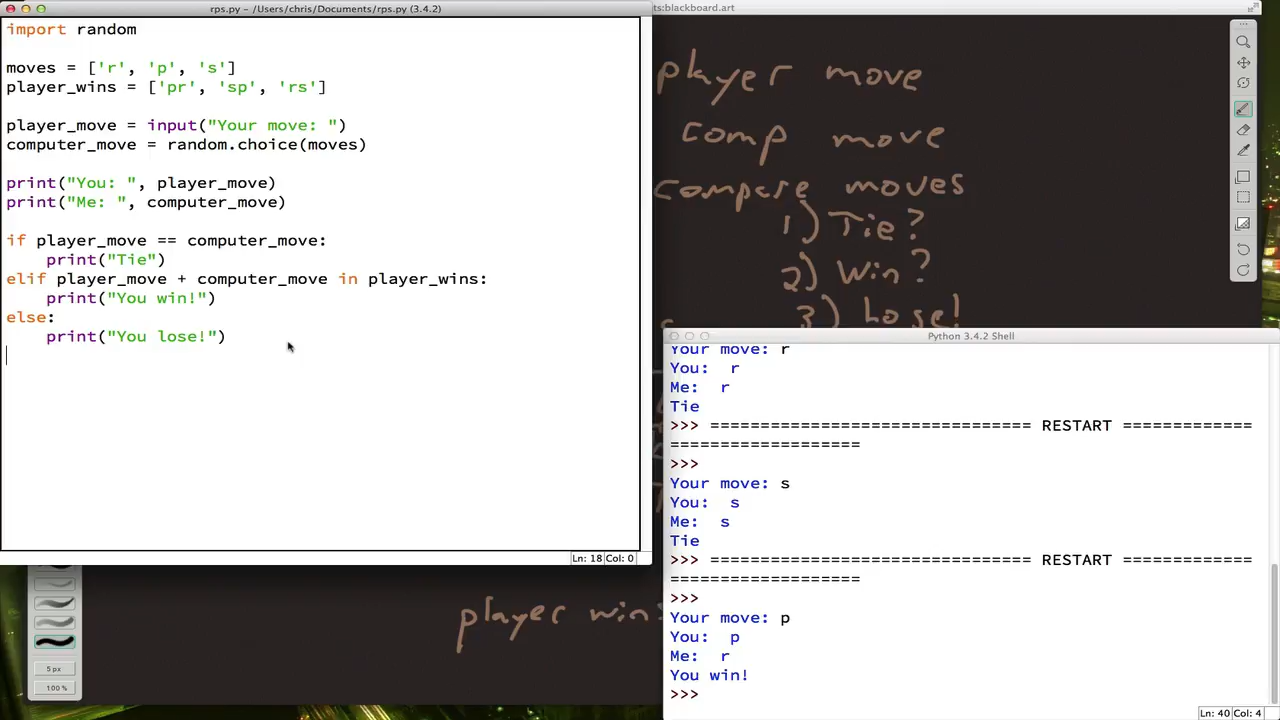 rps.py – /Users/chris/Documents/rps.py (3.4.2)
import random
moves = ['r', 'p', 's']
player_wins = ['pr', 'sp', 'rs']
player_move = input("Your move: ")
computer_move = random.choice(moves)
print("You: ", player_move)
print("Me: ", computer_move)
if player_move == computer_move:
    print("Tie")
elif player_move + computer_move in player_wins:
    print("You win!")
else:
    print("You lose!")
Ln: 18 Col: 0
ts:blackboard.art
player move
comp move
compare moves
1) Tie?
2) Win?
3) Lose!
player win
5 px
100 %
Python 3.4.2 Shell
Your move: r
You:  r
Me:  r
Tie
>>> ================================ RESTART =============
===================
>>>
Your move: s
You:  s
Me:  s
Tie
>>> ================================ RESTART =============
===================
>>>
Your move: p
You:  p
Me:  r
You win!
>>>
Ln: 40 Col: 4